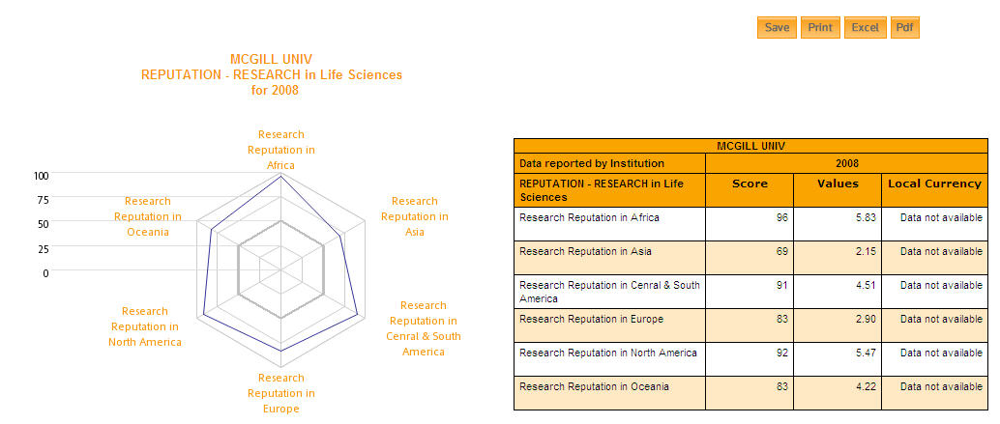 Save Print Excel Pdf
MCGILL UNIV
REPUTATION - RESEARCH in Life Sciences
for 2008
Research
Reputation in
Africa
100
75
50
25
0
Research
Reputation in
Oceania
Research
Reputation in
Asia
Research
Reputation in
North America
Research
Reputation in
Cenral & South
America
Research
Reputation in
Europe
MCGILL UNIV
Data reported by Institution 2008
REPUTATION - RESEARCH in Life
Sciences
Score Values Local Currency
Research Reputation in Africa 96 5.83 Data not available
Research Reputation in Asia 69 2.15 Data not available
Research Reputation in Cenral & South
America
91 4.51 Data not available
Research Reputation in Europe 83 2.90 Data not available
Research Reputation in North America 92 5.47 Data not available
Research Reputation in Oceania 83 4.22 Data not available